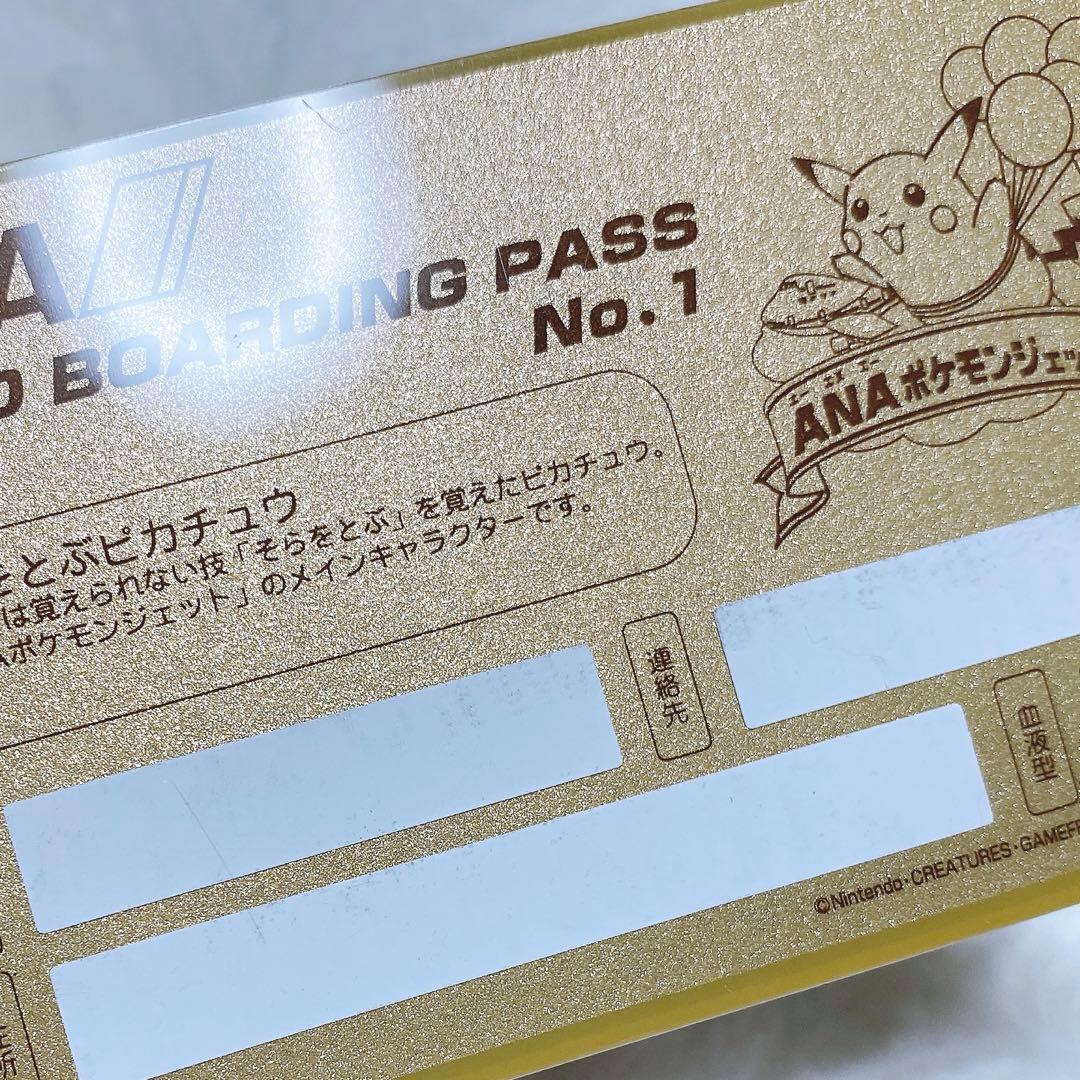 A
D BOARDING PASS
No.1
エー エヌ エー
ANAポケモンジェット
をとぶピカチュウ
は覚えられない技「そらをとぶ」を覚えたピカチュウ。
Aポケモンジェット」のメインキャラクターです。
連絡先
血液型
©Nintendo・CREATURES・GAMEFR